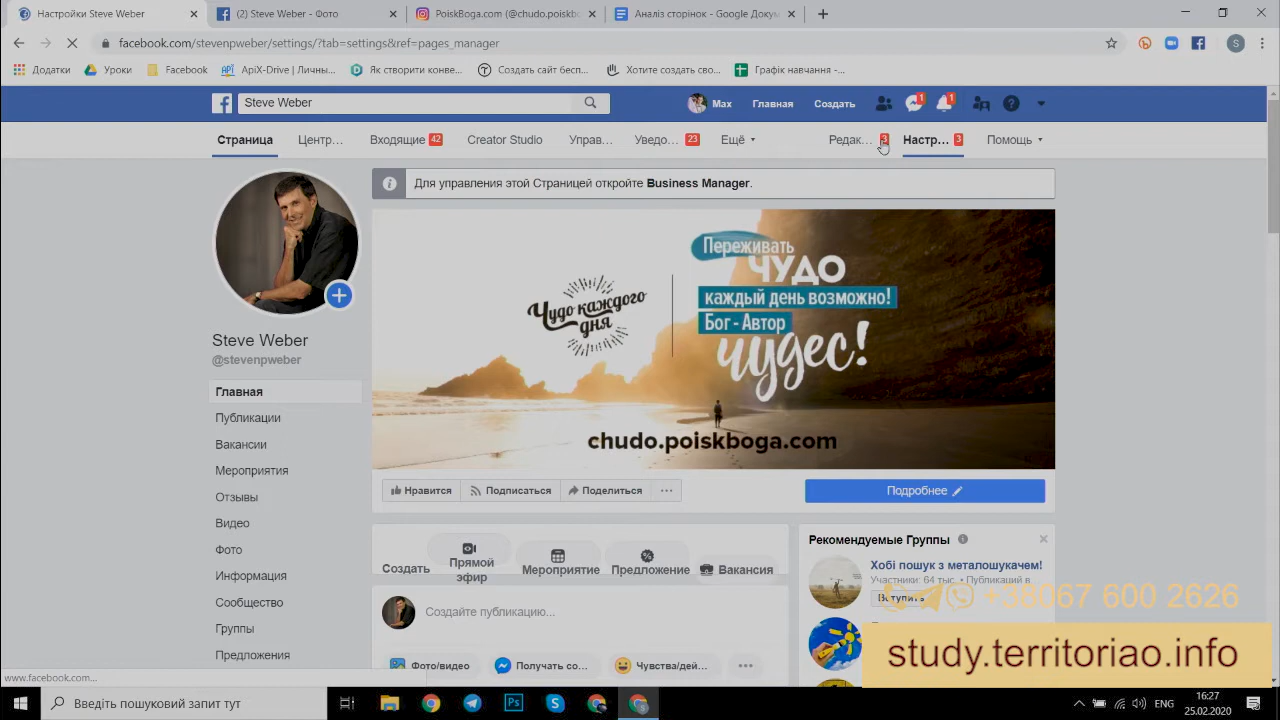 Настройки Steve Weber
(2) Steve Weber - Фото
PoiskBoga.com (@chudo.poiskbo
Аналіз сторінок - Google Докум
facebook.com/stevenpweber/settings/?tab=settings&ref=pages_manager
Додатки
Уроки
Facebook
ApiX-Drive | Личны...
Як створити конве...
Создать сайт бесп...
Хотите создать сво...
Графік навчання -...
Steve Weber
Max
Главная
Создать
1
1
Страница
Центр...
Входящие 42
Creator Studio
Управ...
Уведо... 23
Ещё
Редак... 3
Настр... 3
Помощь
Для управления этой Страницей откройте Business Manager.
Переживать
ЧУДО
каждый день возможно!
Бог - Автор
чудес!
Чудо каждого
дня
chudo.poiskboga.com
Steve Weber
@stevenpweber
Главная
Публикации
Вакансии
Мероприятия
Отзывы
Видео
Фото
Информация
Сообщество
Группы
Предложения
Нравится
Подписаться
Поделиться
Подробнее
Создать
Прямой
эфир
Мероприятие
Предложение
Вакансия
Создайте публикацию...
Фото/видео
Получать со...
Чувства/дей...
Рекомендуемые Группы
Хобі пошук з металошукачем!
Участники: 64 тыс. • Публикаций в
Вступить
+38067 600 2626
study.territoriao.info
www.facebook.com...
Введіть пошуковий запит тут
ENG
16:27
25.02.2020